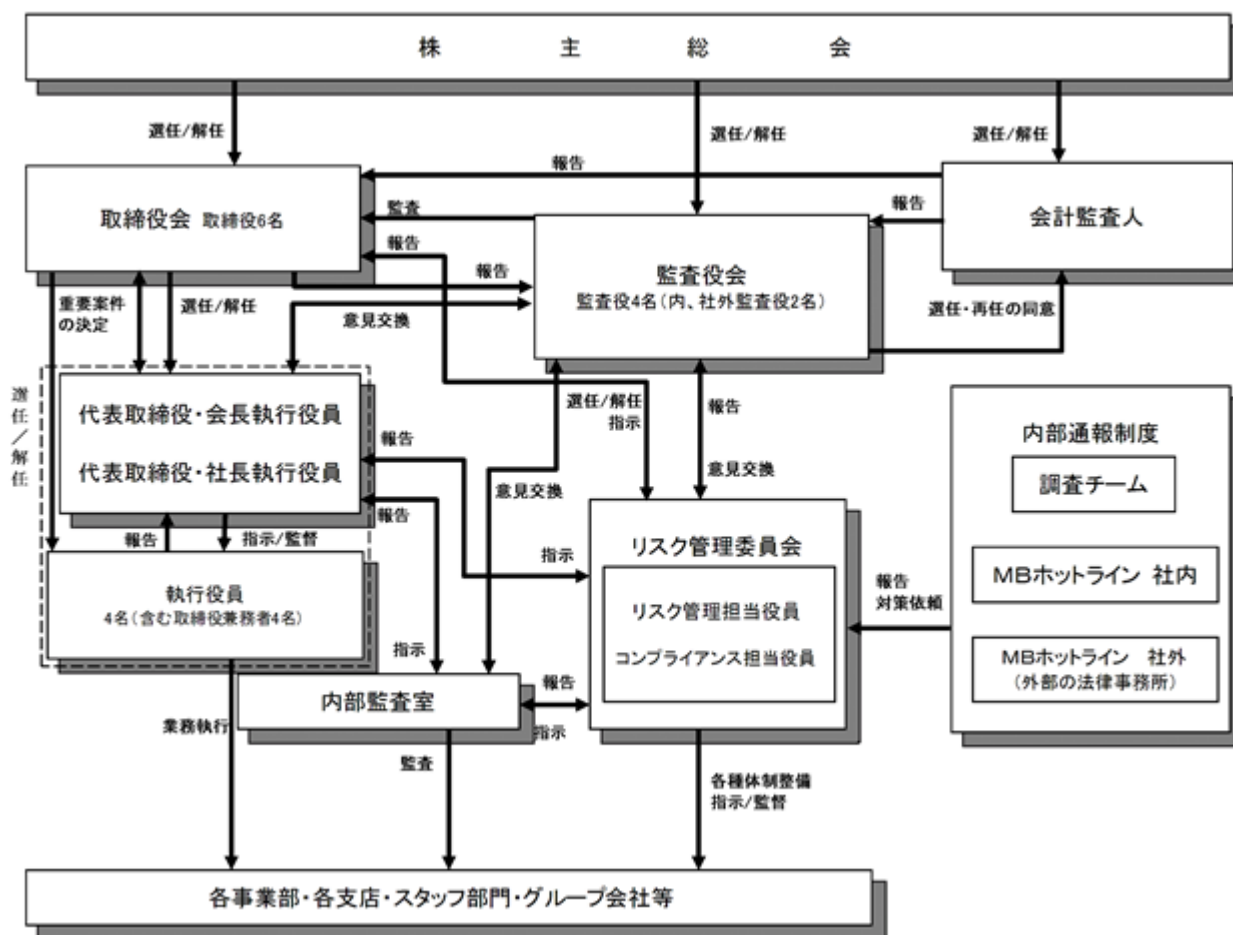 株主総会
選任/解任
選任/解任
選任/解任
報告
取締役会 取締役6名
監査
報告
会計監査人
報告
報告
監査役会
監査役4名(内、社外監査役2名)
重要案件
の決定
選任/解任
意見交換
選任・再任の同意
選任/解任
代表取締役・会長執行役員
代表取締役・社長執行役員
報告
報告
選任/解任
指示
報告
意見交換
意見交換
内部通報制度
調査チーム
MBホットライン 社内
MBホットライン 社外
(外部の法律事務所)
報告
対策依頼
報告
指示/監督
執行役員
4名(含む取締役兼務者4名)
指示
リスク管理委員会
リスク管理担当役員
コンプライアンス担当役員
指示
内部監査室
報告
指示
業務執行
監査
各種体制整備
指示/監督
各事業部・各支店・スタッフ部門・グループ会社等